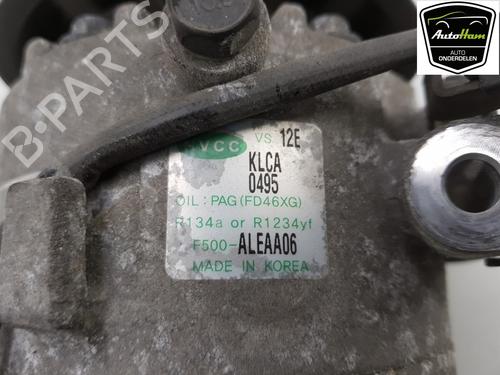 AutoHam
AUTO
ONDERDELEN
B-PARTS
VCC VS 12E
KLCA
0495
OIL : PAG (FD46XG)
R134a or R1234yf
F500-ALEAA06
MADE IN KOREA